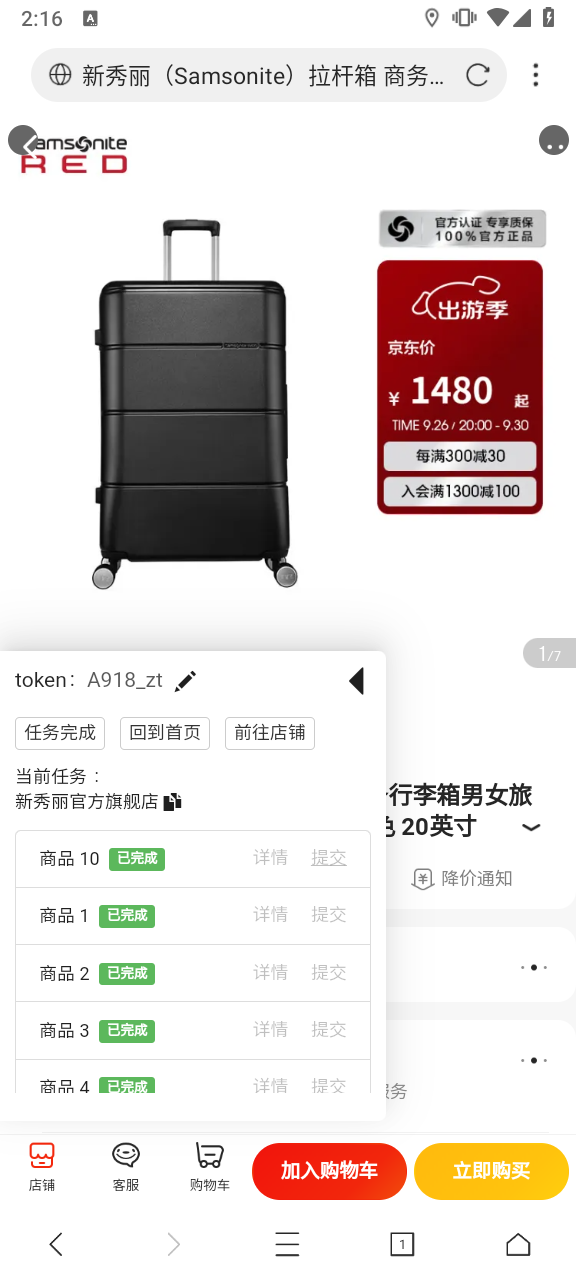 2:16
A
新秀丽（Samsonite）拉杆箱 商务...
Samsonite
RED
官方认证 专享质保
100%官方正品
出游季
京东价
¥ 1480 起
TIME 9.26 / 20:00 - 9.30
每满300减30
入会满1300减100
1/7
token： A918_zt
任务完成
回到首页
前往店铺
当前任务：
新秀丽官方旗舰店
行李箱男女旅
色 20英寸
降价通知
商品 10 已完成 详情 提交
商品 1 已完成 详情 提交
商品 2 已完成 详情 提交
商品 3 已完成 详情 提交
商品 4 已完成 详情 提交
服务
店铺
客服
购物车
加入购物车
立即购买
1